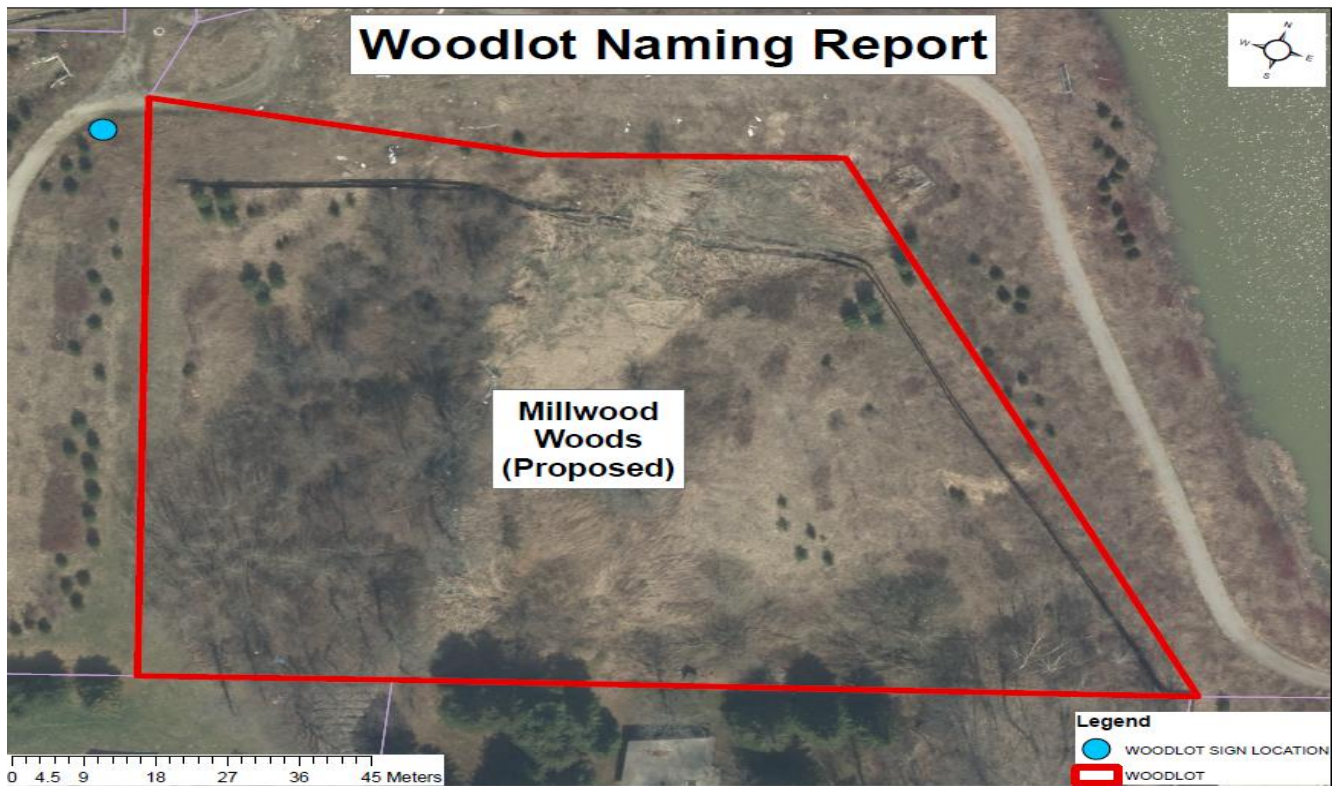 Woodlot Naming Report
N
W
E
S
Millwood
Woods
(Proposed)
Legend
WOODLOT SIGN LOCATION
WOODLOT
0 4.5 9 18 27 36 45 Meters